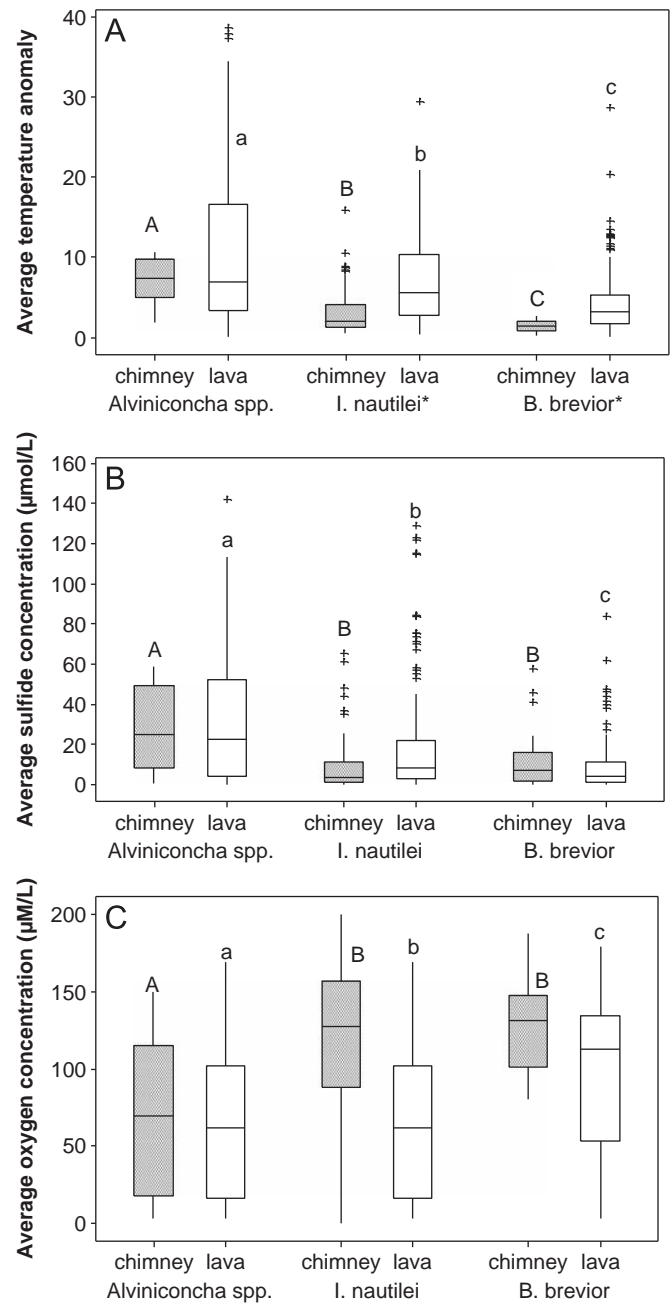 A
Average temperature anomaly
40
30
20
10
0
A
a
B
b
C
c
chimney lava chimney lava chimney lava
Alviniconcha spp. I. nautilei* B. brevior*
B
Average sulfide concentration (µmol/L)
160
140
120
100
80
60
40
20
0
A
a
B
b
B
c
chimney lava chimney lava chimney lava
Alviniconcha spp. I. nautilei B. brevior
C
Average oxygen concentration (µM/L)
200
150
100
50
0
A
a
B
b
B
c
chimney lava chimney lava chimney lava
Alviniconcha spp. I. nautilei B. brevior